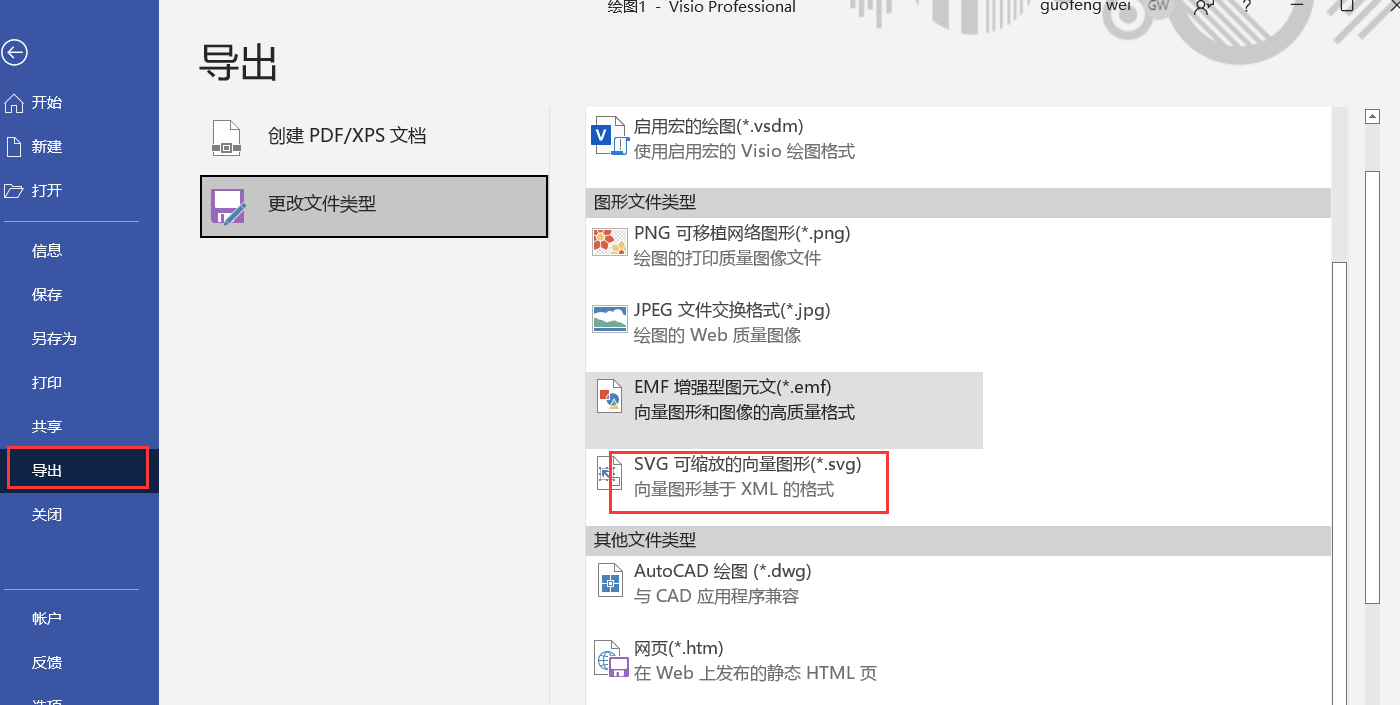 绘图1 - Visio Professional
guofeng wei
GW
?
导出
开始
新建
打开
信息
保存
另存为
打印
共享
导出
关闭
帐户
反馈
选项
创建 PDF/XPS 文档
更改文件类型
启用宏的绘图(*.vsdm)
使用启用宏的 Visio 绘图格式
图形文件类型
PNG 可移植网络图形(*.png)
绘图的打印质量图像文件
JPEG 文件交换格式(*.jpg)
绘图的 Web 质量图像
EMF 增强型图元文(*.emf)
向量图形和图像的高质量格式
SVG 可缩放的向量图形(*.svg)
向量图形基于 XML 的格式
其他文件类型
AutoCAD 绘图 (*.dwg)
与 CAD 应用程序兼容
网页(*.htm)
在 Web 上发布的静态 HTML 页